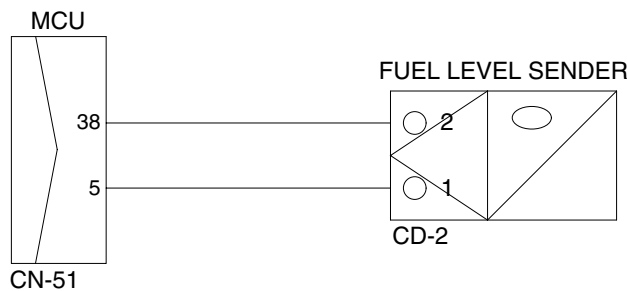 MCU
FUEL LEVEL SENDER
38
2
5
1
CD-2
CN-51